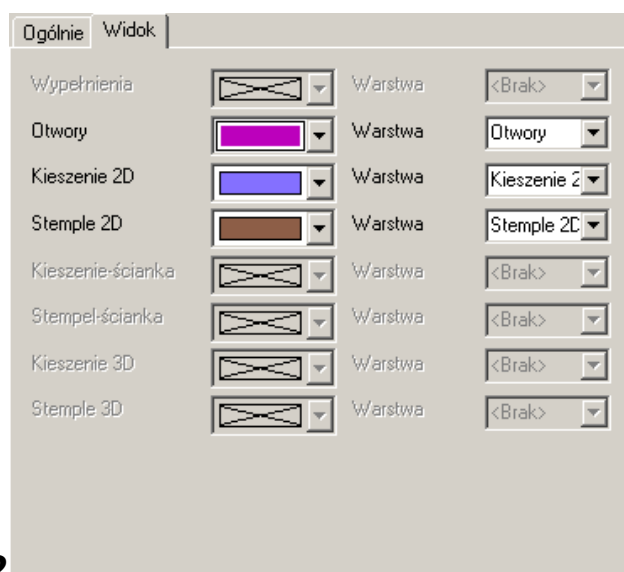 Ogólnie Widok
Wypełnienia Warstwa <Brak>
Otwory Warstwa Otwory
Kieszenie 2D Warstwa Kieszenie 2
Stemple 2D Warstwa Stemple 2D
Kieszenie-ścianka Warstwa <Brak>
Stempel-ścianka Warstwa <Brak>
Kieszenie 3D Warstwa <Brak>
Stemple 3D Warstwa <Brak>